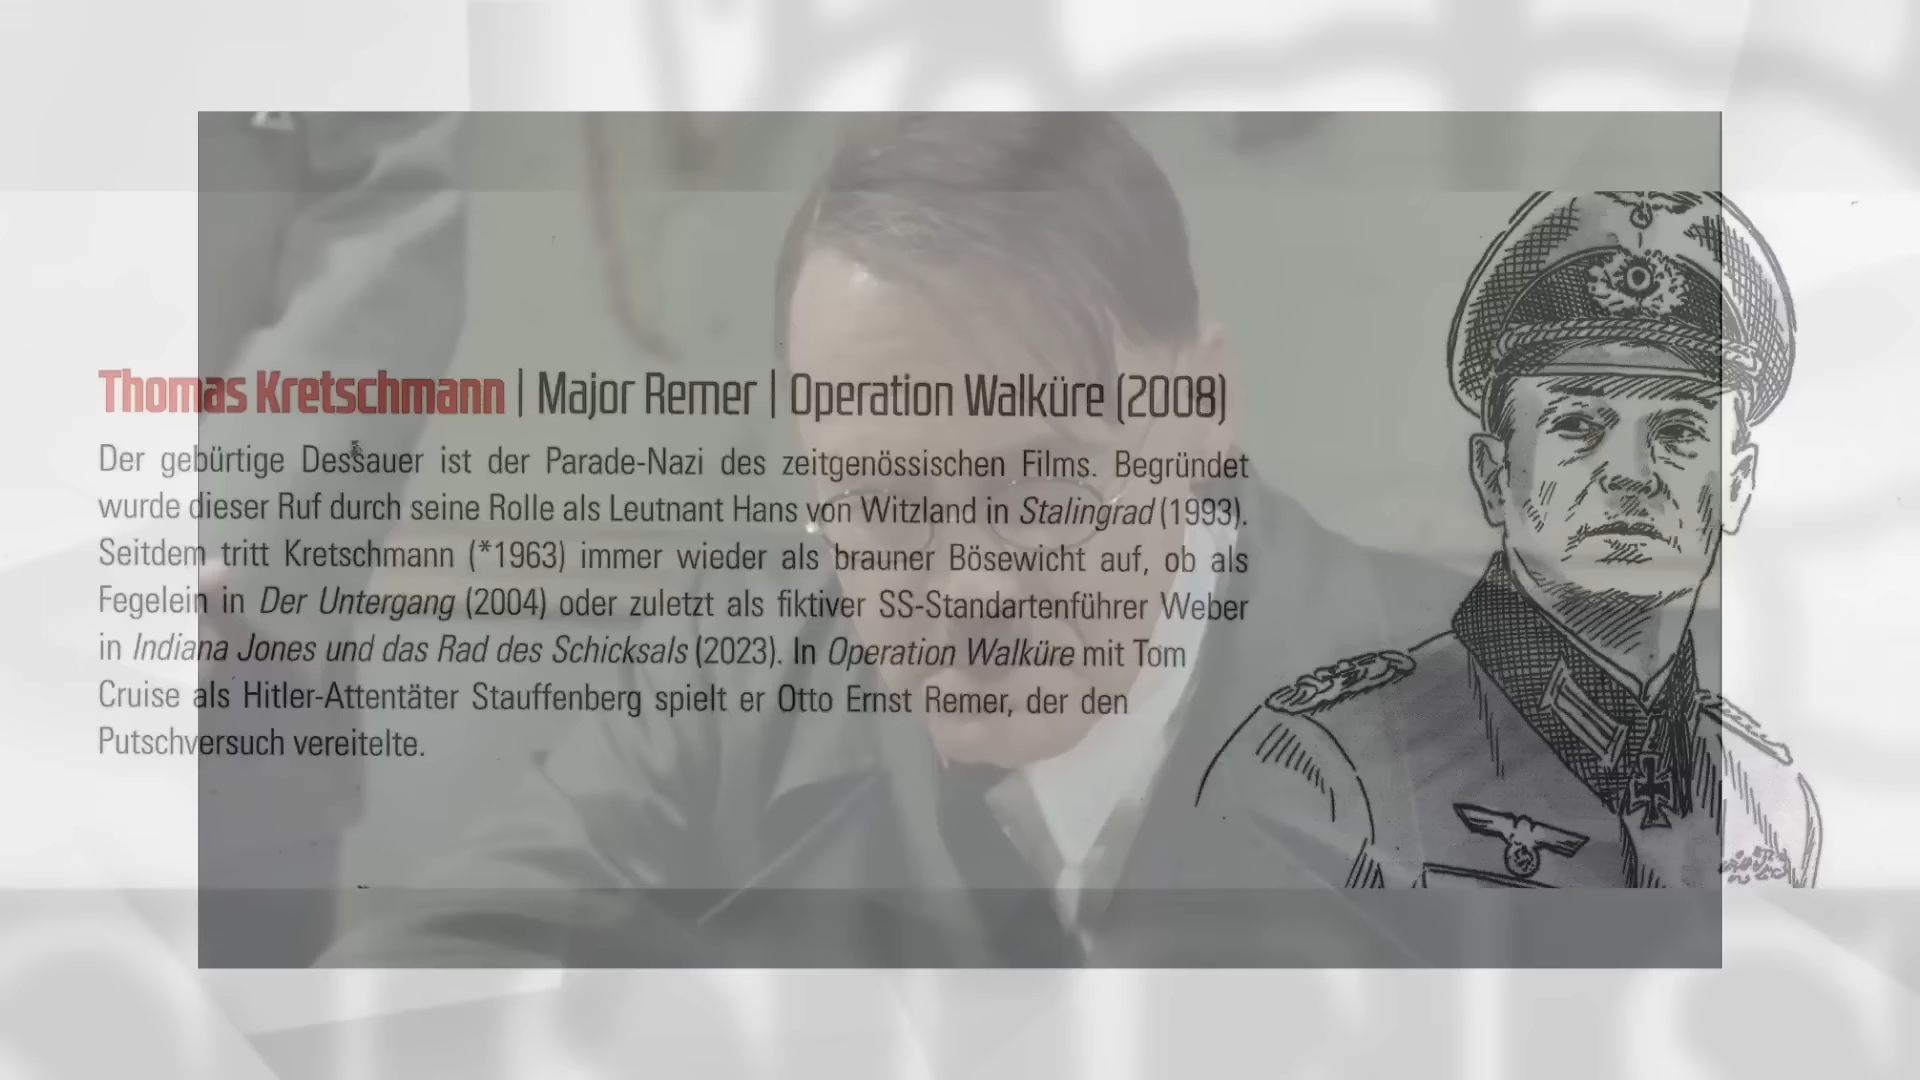 Thomas Kretschmann | Major Remer | Operation Walküre (2008)
Der gebürtige Dessauer ist der Parade-Nazi des zeitgenössischen Films. Begründet
wurde dieser Ruf durch seine Rolle als Leutnant Hans von Witzland in Stalingrad (1993).
Seitdem tritt Kretschmann (*1963) immer wieder als brauner Bösewicht auf, ob als
Fegelein in Der Untergang (2004) oder zuletzt als fiktiver SS-Standartenführer Weber
in Indiana Jones und das Rad des Schicksals (2023). In Operation Walküre mit Tom
Cruise als Hitler-Attentäter Stauffenberg spielt er Otto Ernst Remer, der den
Putschversuch vereitelte.